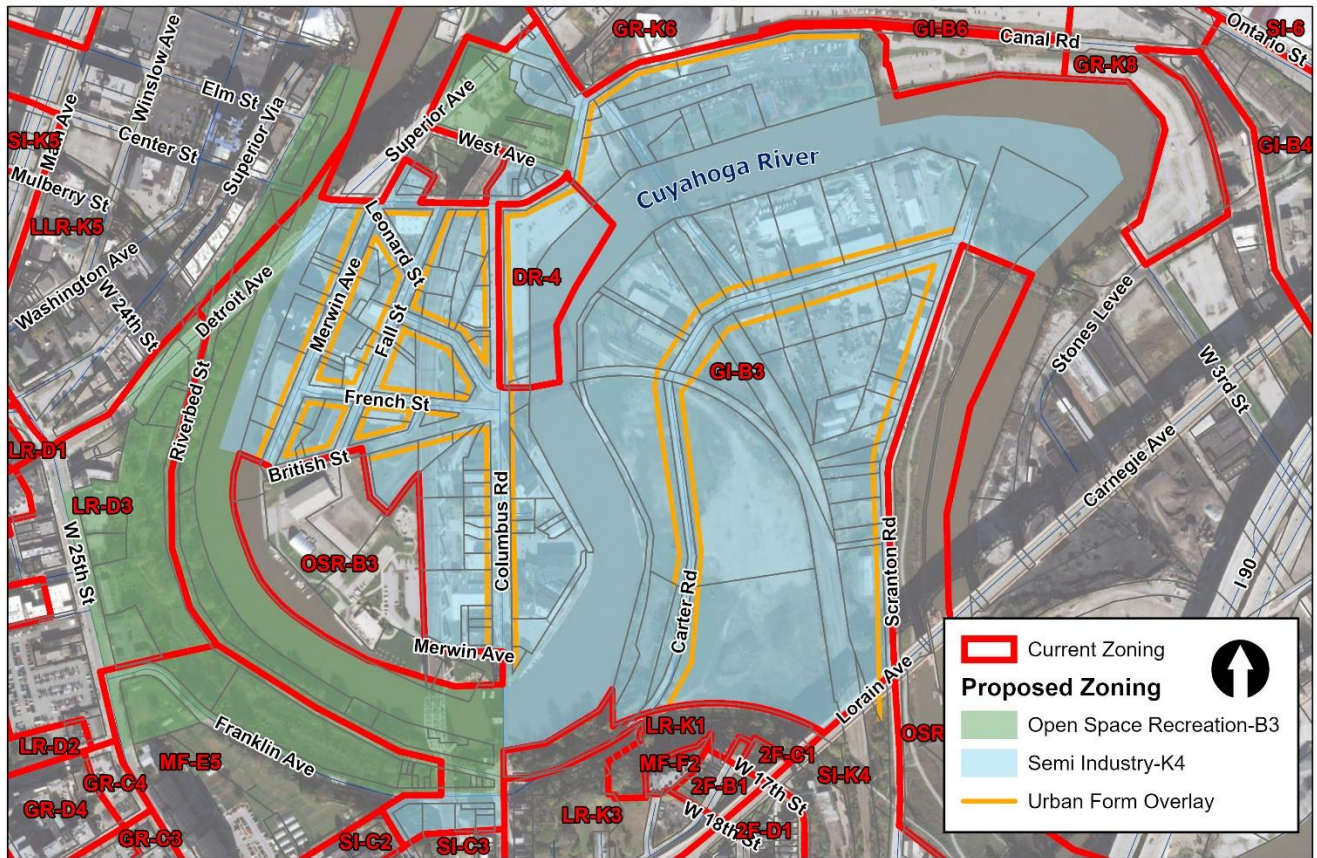 GR-K6
GI-B6
Canal Rd
Ontario St
SI-6
GR-K8
Winslow Ave
Elm St
Superior Via
Superior Ave
SI-K5
Main Ave
Center St
West Ave
GI-B4
Mulberry St
Cuyahoga River
LLR-K5
Leonard St
Washington Ave
W 24th St
Detroit Ave
Merwin Ave
DR-4
Fall St
Stones Levee
W 3rd St
Riverbed St
French St
GI-B3
LR-D1
British St
Carnegie Ave
LR-D3
W 25th St
OSR-B3
Columbus Rd
Carter Rd
Scranton Rd
I 90
Merwin Ave
Lorain Ave
Franklin Ave
LR-K1
OSR
LR-D2
MF-E5
MF-F2
2F-C1
SI-K4
GR-C4
2F-B1
W 17th St
GR-D4
LR-K3
GR-C3
SI-C2
SI-C3
W 18th St
2F-D1
Current Zoning
Proposed Zoning
Open Space Recreation-B3
Semi Industry-K4
Urban Form Overlay